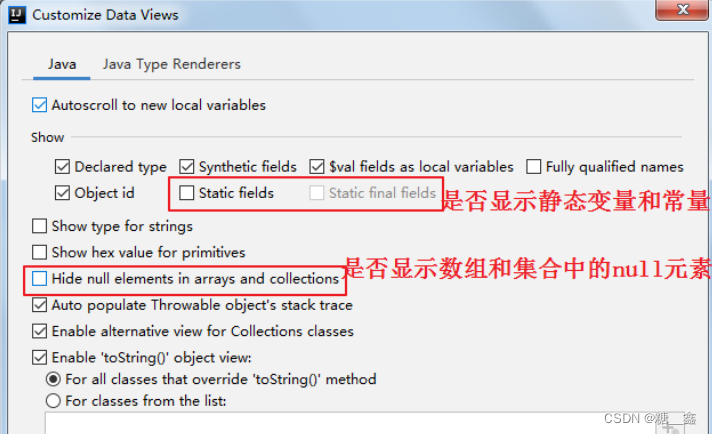 Customize Data Views
Java Java Type Renderers
Autoscroll to new local variables
Show
Declared type Synthetic fields $val fields as local variables Fully qualified names
Object id Static fields Static final fields 是否显示静态变量和常量
Show type for strings
Show hex value for primitives
Hide null elements in arrays and collections 是否显示数组和集合中的null元素
Auto populate Throwable object's stack trace
Enable alternative view for Collections classes
Enable 'toString()' object view:
For all classes that override 'toString()' method
For classes from the list:
CSDN @糖__鑫